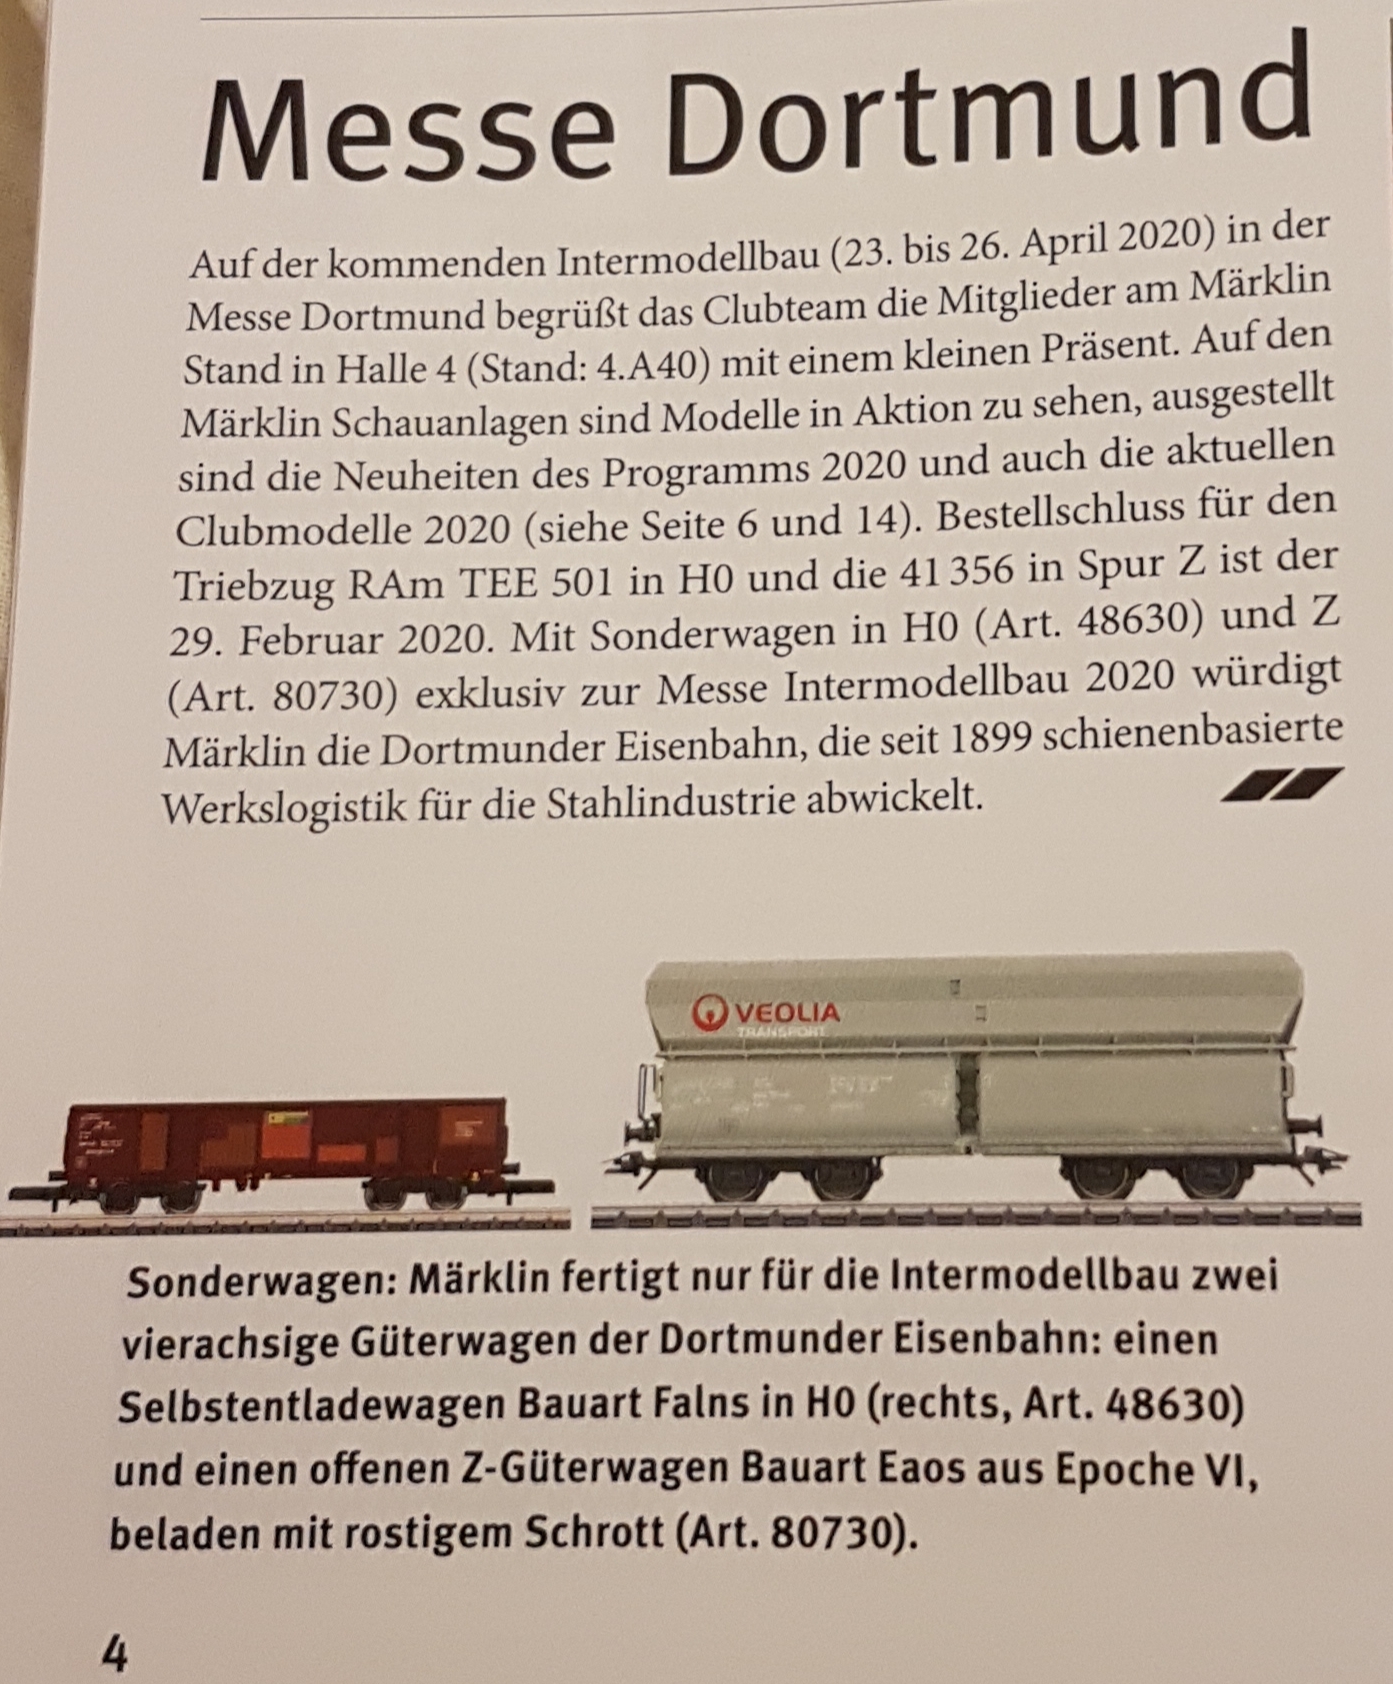 Messe Dortmund
Auf der kommenden Intermodellbau (23. bis 26. April 2020) in der
Messe Dortmund begrüßt das Clubteam die Mitglieder am Märklin
Stand in Halle 4 (Stand: 4.A40) mit einem kleinen Präsent. Auf den
Märklin Schauanlagen sind Modelle in Aktion zu sehen, ausgestellt
sind die Neuheiten des Programms 2020 und auch die aktuellen
Clubmodelle 2020 (siehe Seite 6 und 14). Bestellschluss für den
Triebzug RAm TEE 501 in H0 und die 41 356 in Spur Z ist der
29. Februar 2020. Mit Sonderwagen in H0 (Art. 48630) und Z
(Art. 80730) exklusiv zur Messe Intermodellbau 2020 würdigt
Märklin die Dortmunder Eisenbahn, die seit 1899 schienenbasierte
Werkslogistik für die Stahlindustrie abwickelt.
VEOLIA
TRANSPORT
Sonderwagen: Märklin fertigt nur für die Intermodellbau zwei
vierachsige Güterwagen der Dortmunder Eisenbahn: einen
Selbstentladewagen Bauart Falns in H0 (rechts, Art. 48630)
und einen offenen Z-Güterwagen Bauart Eaos aus Epoche VI,
beladen mit rostigem Schrott (Art. 80730).
4